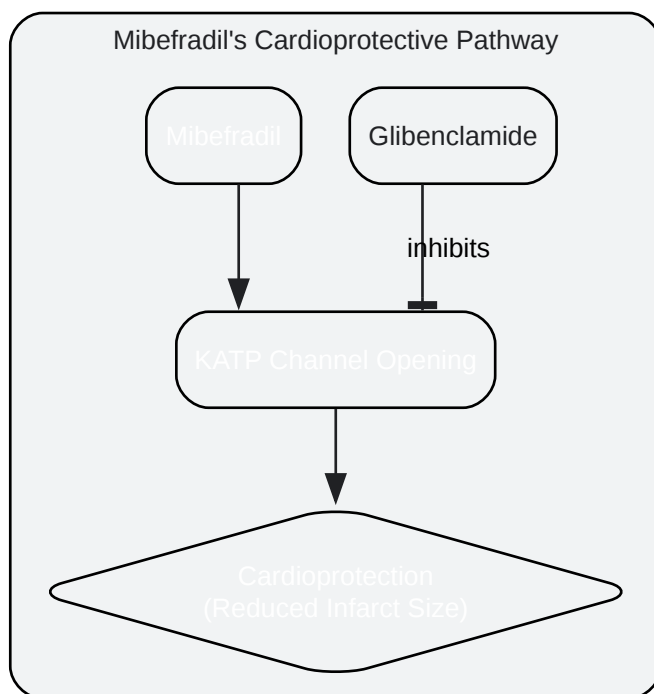 Mibefradil's Cardioprotective Pathway
Mibefradil
Glibenclamide
inhibits
KATP Channel Opening
Cardioprotection
(Reduced Infarct Size)